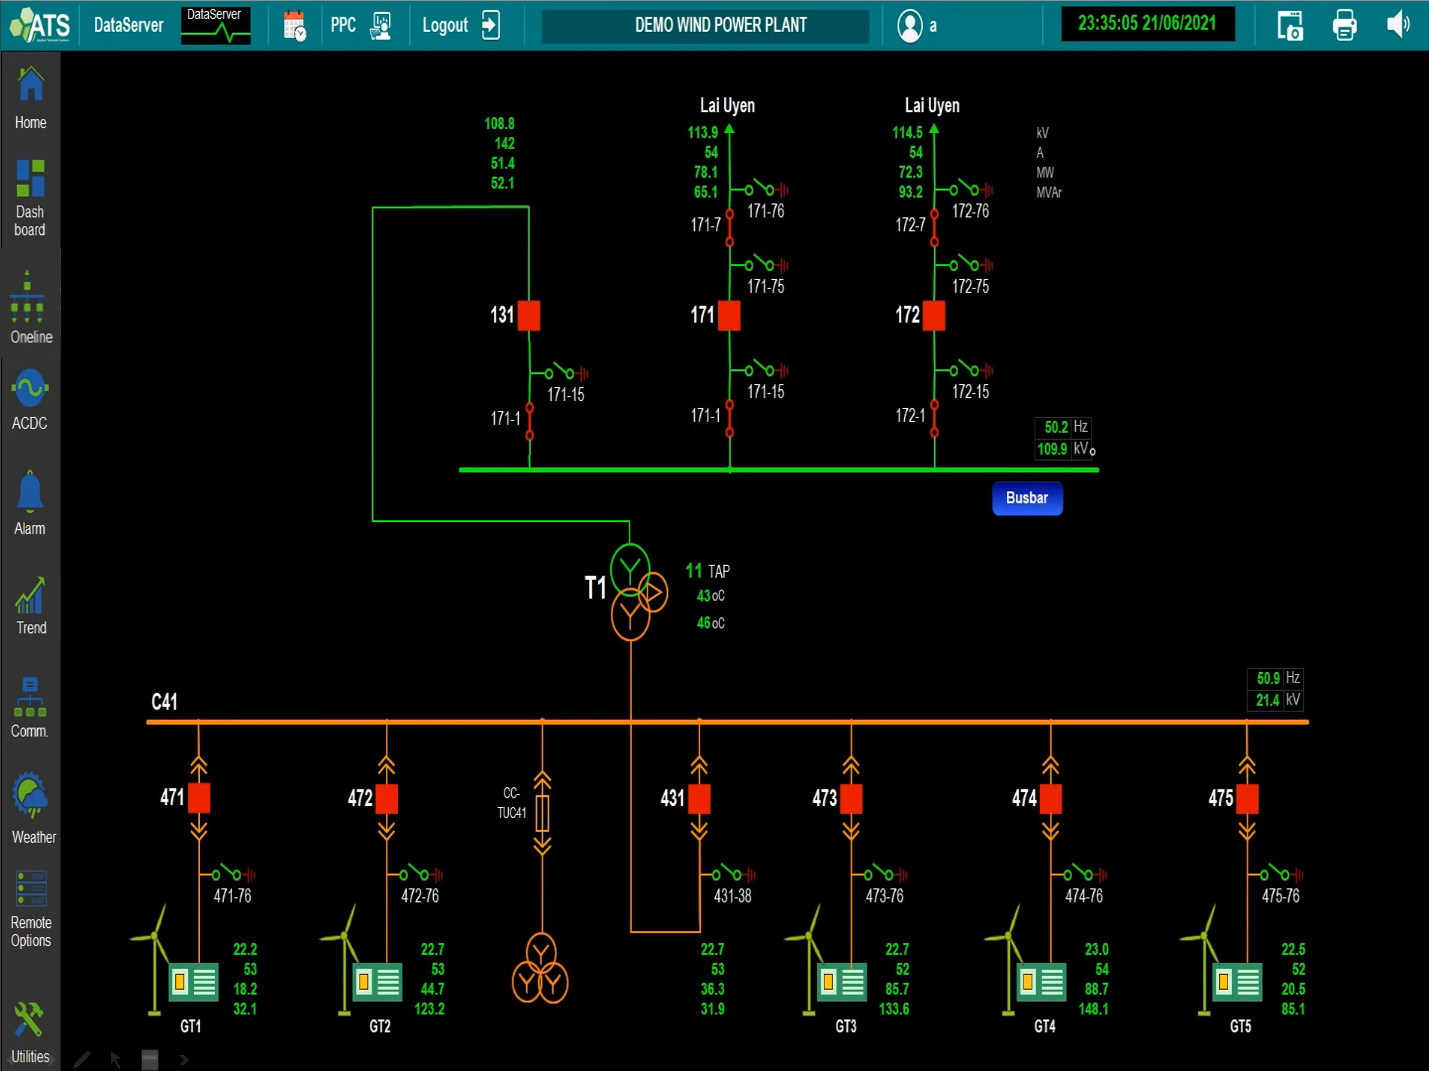 ATS
DataServer
DataServer
PPC
Logout
DEMO WIND POWER PLANT
a
23:35:05 21/06/2021
Home
Dash
board
Oneline
ACDC
Alarm
Trend
Comm.
Weather
Remote
Options
Utilities
108.8
142
51.4
52.1
131
171-15
171-1
Lai Uyen
113.9
54
78.1
65.1
171-76
171-7
171-75
171
171-15
171-1
Lai Uyen
114.5
54
72.3
93.2
172-76
172-7
172-75
172
172-15
172-1
kV
A
MW
MVAr
50.2 Hz
109.9 kV
Busbar
T1
11 TAP
43 oC
46 oC
C41
50.9 Hz
21.4 kV
471
471-76
22.2
53
18.2
32.1
GT1
472
472-76
22.7
53
44.7
123.2
GT2
CC-
TUC41
431
431-38
22.7
53
36.3
31.9
473
473-76
22.7
52
85.7
133.6
GT3
474
474-76
23.0
54
88.7
148.1
GT4
475
475-76
22.5
52
20.5
85.1
GT5